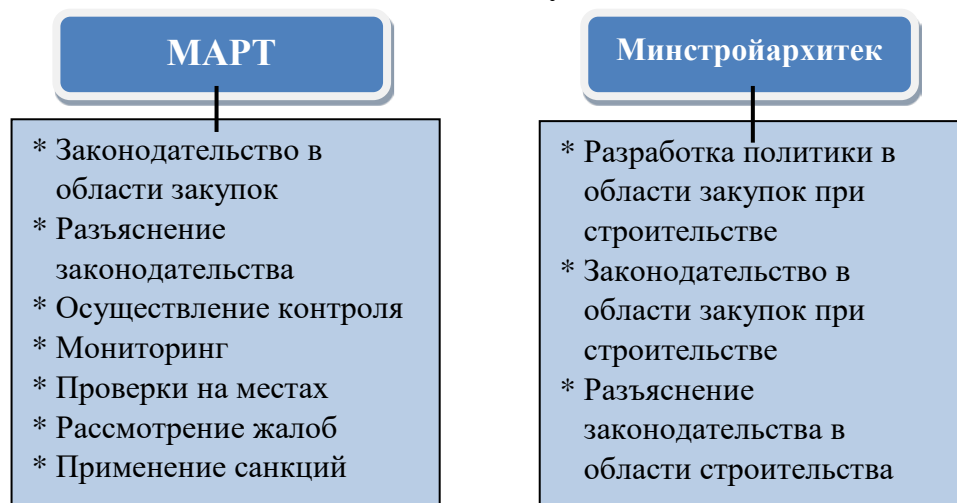 МАРТ
* Законодательство в
области закупок
* Разъяснение
законодательства
* Осуществление контроля
* Мониторинг
* Проверки на местах
* Рассмотрение жалоб
* Применение санкций
Минстройархитек
* Разработка политики в
области закупок при
строительстве
* Законодательство в
области закупок при
строительстве
* Разъяснение
законодательства в
области строительства